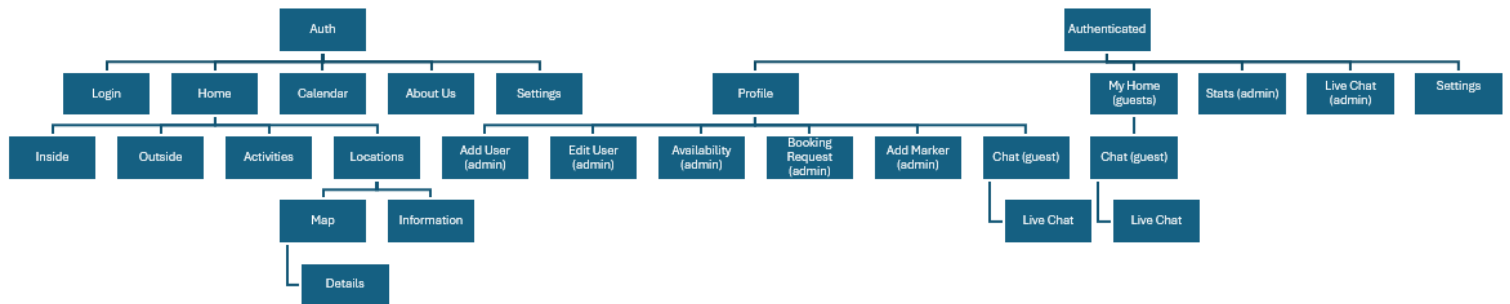 Auth
Authenticated
Login
Home
Calendar
About Us
Settings
Profile
My Home
(guests)
Stats (admin)
Live Chat
(admin)
Settings
Inside
Outside
Activities
Locations
Add User
(admin)
Edit User
(admin)
Availability
(admin)
Booking
Request
(admin)
Add Marker
(admin)
Chat (guest)
Chat (guest)
Map
Information
Live Chat
Live Chat
Details